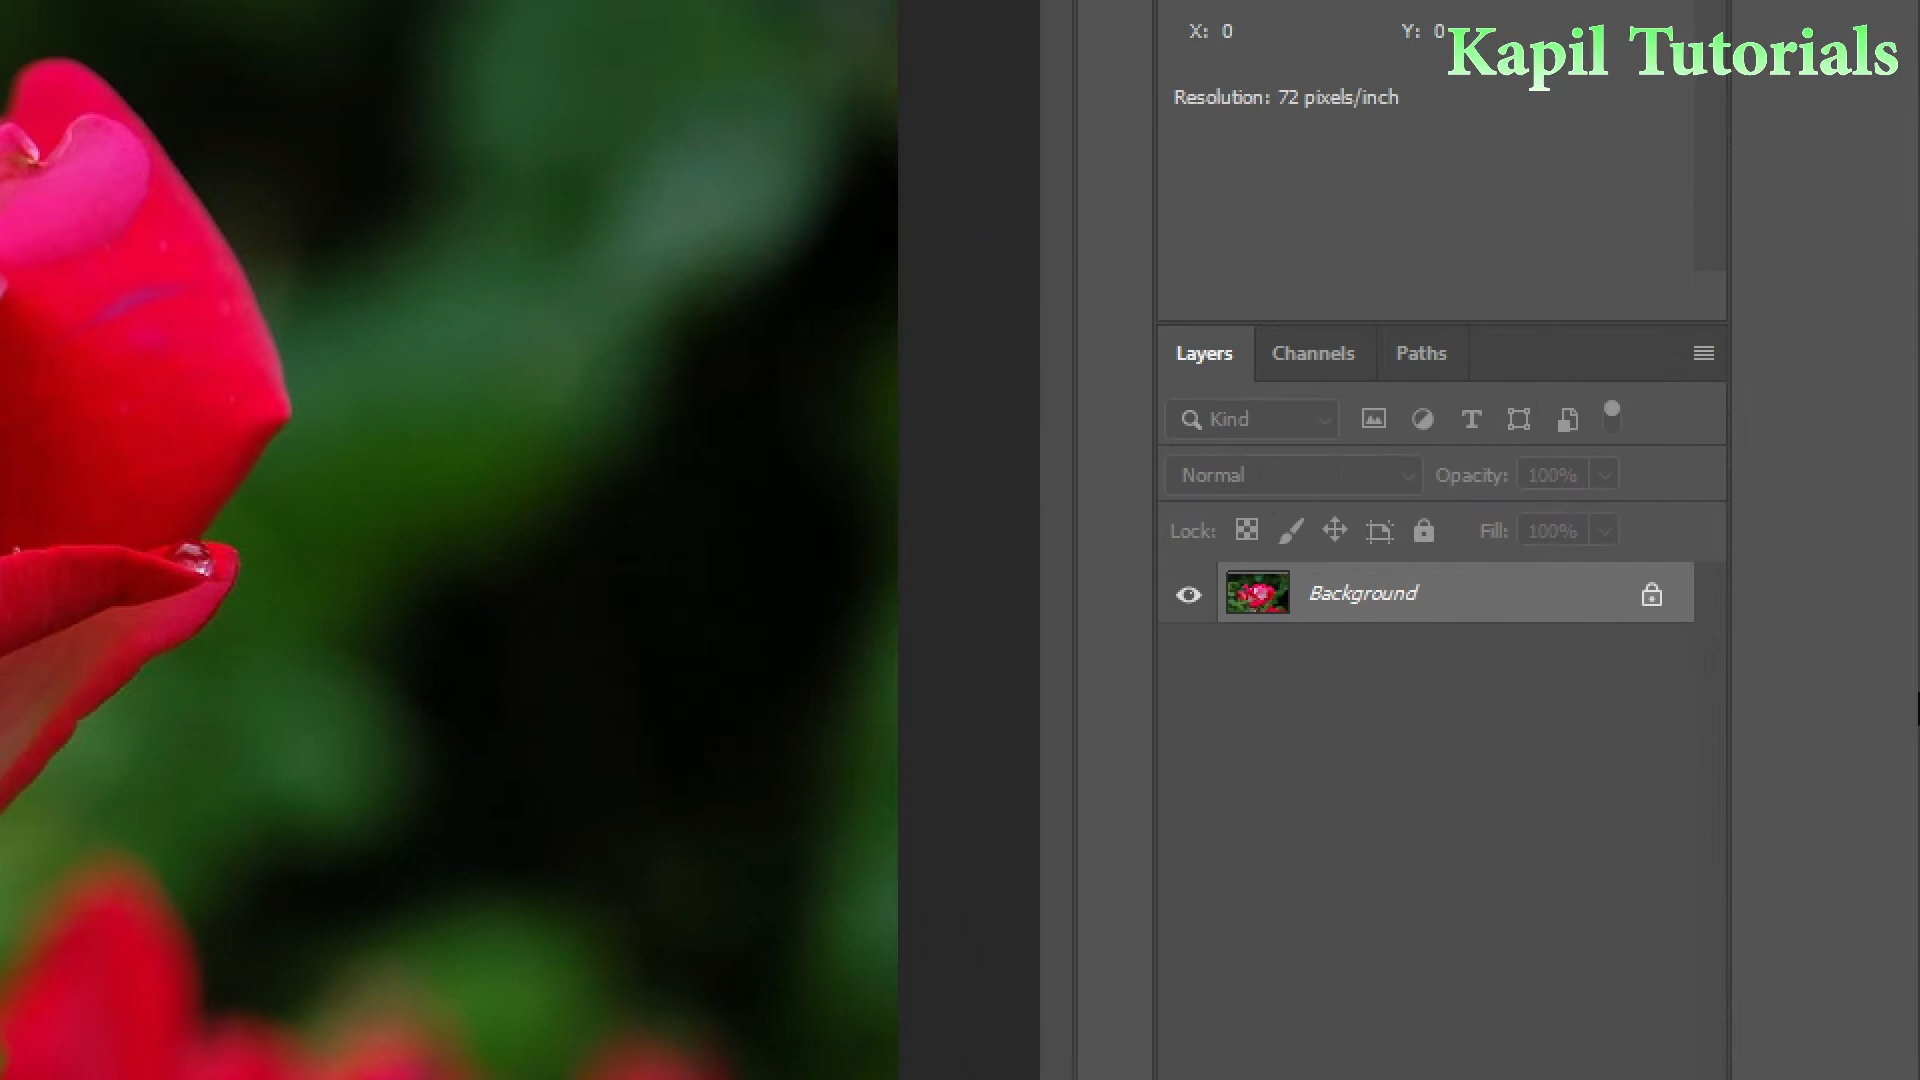 X: 0 Y: 0
Kapil Tutorials
Resolution: 72 pixels/inch
Layers Channels Paths
Kind
Normal Opacity: 100%
Lock: Fill: 100%
Background